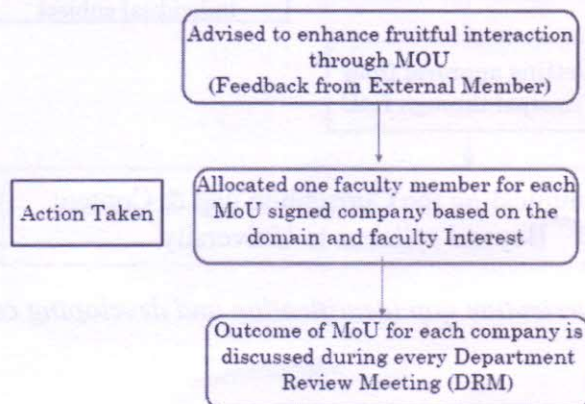 Advised to enhance fruitful interaction
through MOU
(Feedback from External Member)
Action Taken
Allocated one faculty member for each
MoU signed company based on the
domain and faculty Interest
Outcome of MoU for each company is
discussed during every Department
Review Meeting (DRM)